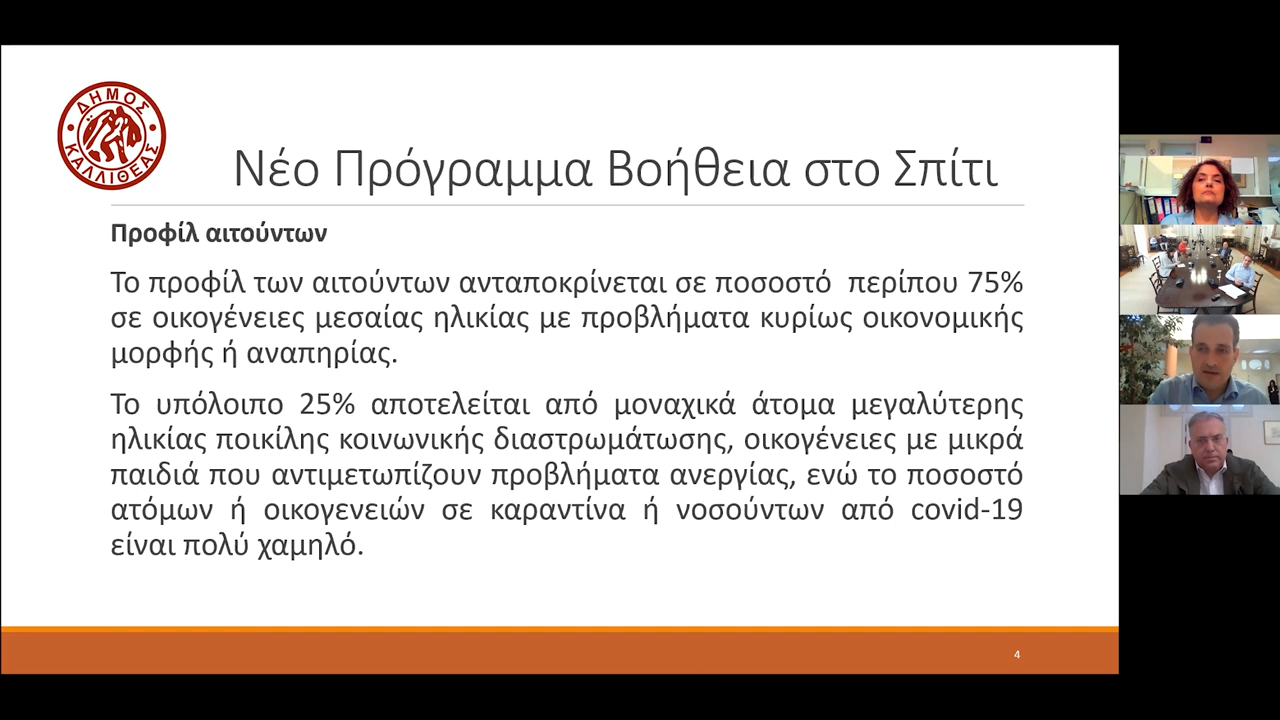 ΔΗΜΟΣ
ΚΑΛΛΙΘΕΑΣ
Νέο Πρόγραμμα Βοήθεια στο Σπίτι
Προφίλ αιτούντων
Το προφίλ των αιτούντων ανταποκρίνεται σε ποσοστό περίπου 75%
σε οικογένειες μεσαίας ηλικίας με προβλήματα κυρίως οικονομικής
μορφής ή αναπηρίας.
Το υπόλοιπο 25% αποτελείται από μοναχικά άτομα μεγαλύτερης
ηλικίας ποικίλης κοινωνικής διαστρωμάτωσης, οικογένειες με μικρά
παιδιά που αντιμετωπίζουν προβλήματα ανεργίας, ενώ το ποσοστό
ατόμων ή οικογενειών σε καραντίνα ή νοσούντων από covid-19
είναι πολύ χαμηλό.
4